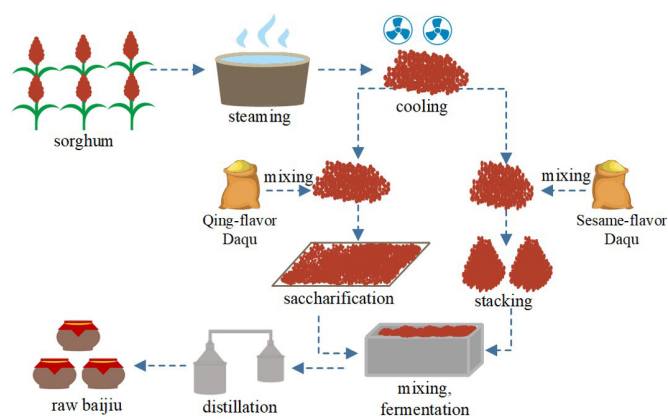 sorghum
steaming
cooling
mixing
Qing-flavor
Daqu
mixing
Sesame-flavor
Daqu
saccharification
stacking
mixing,
fermentation
distillation
raw baijiu